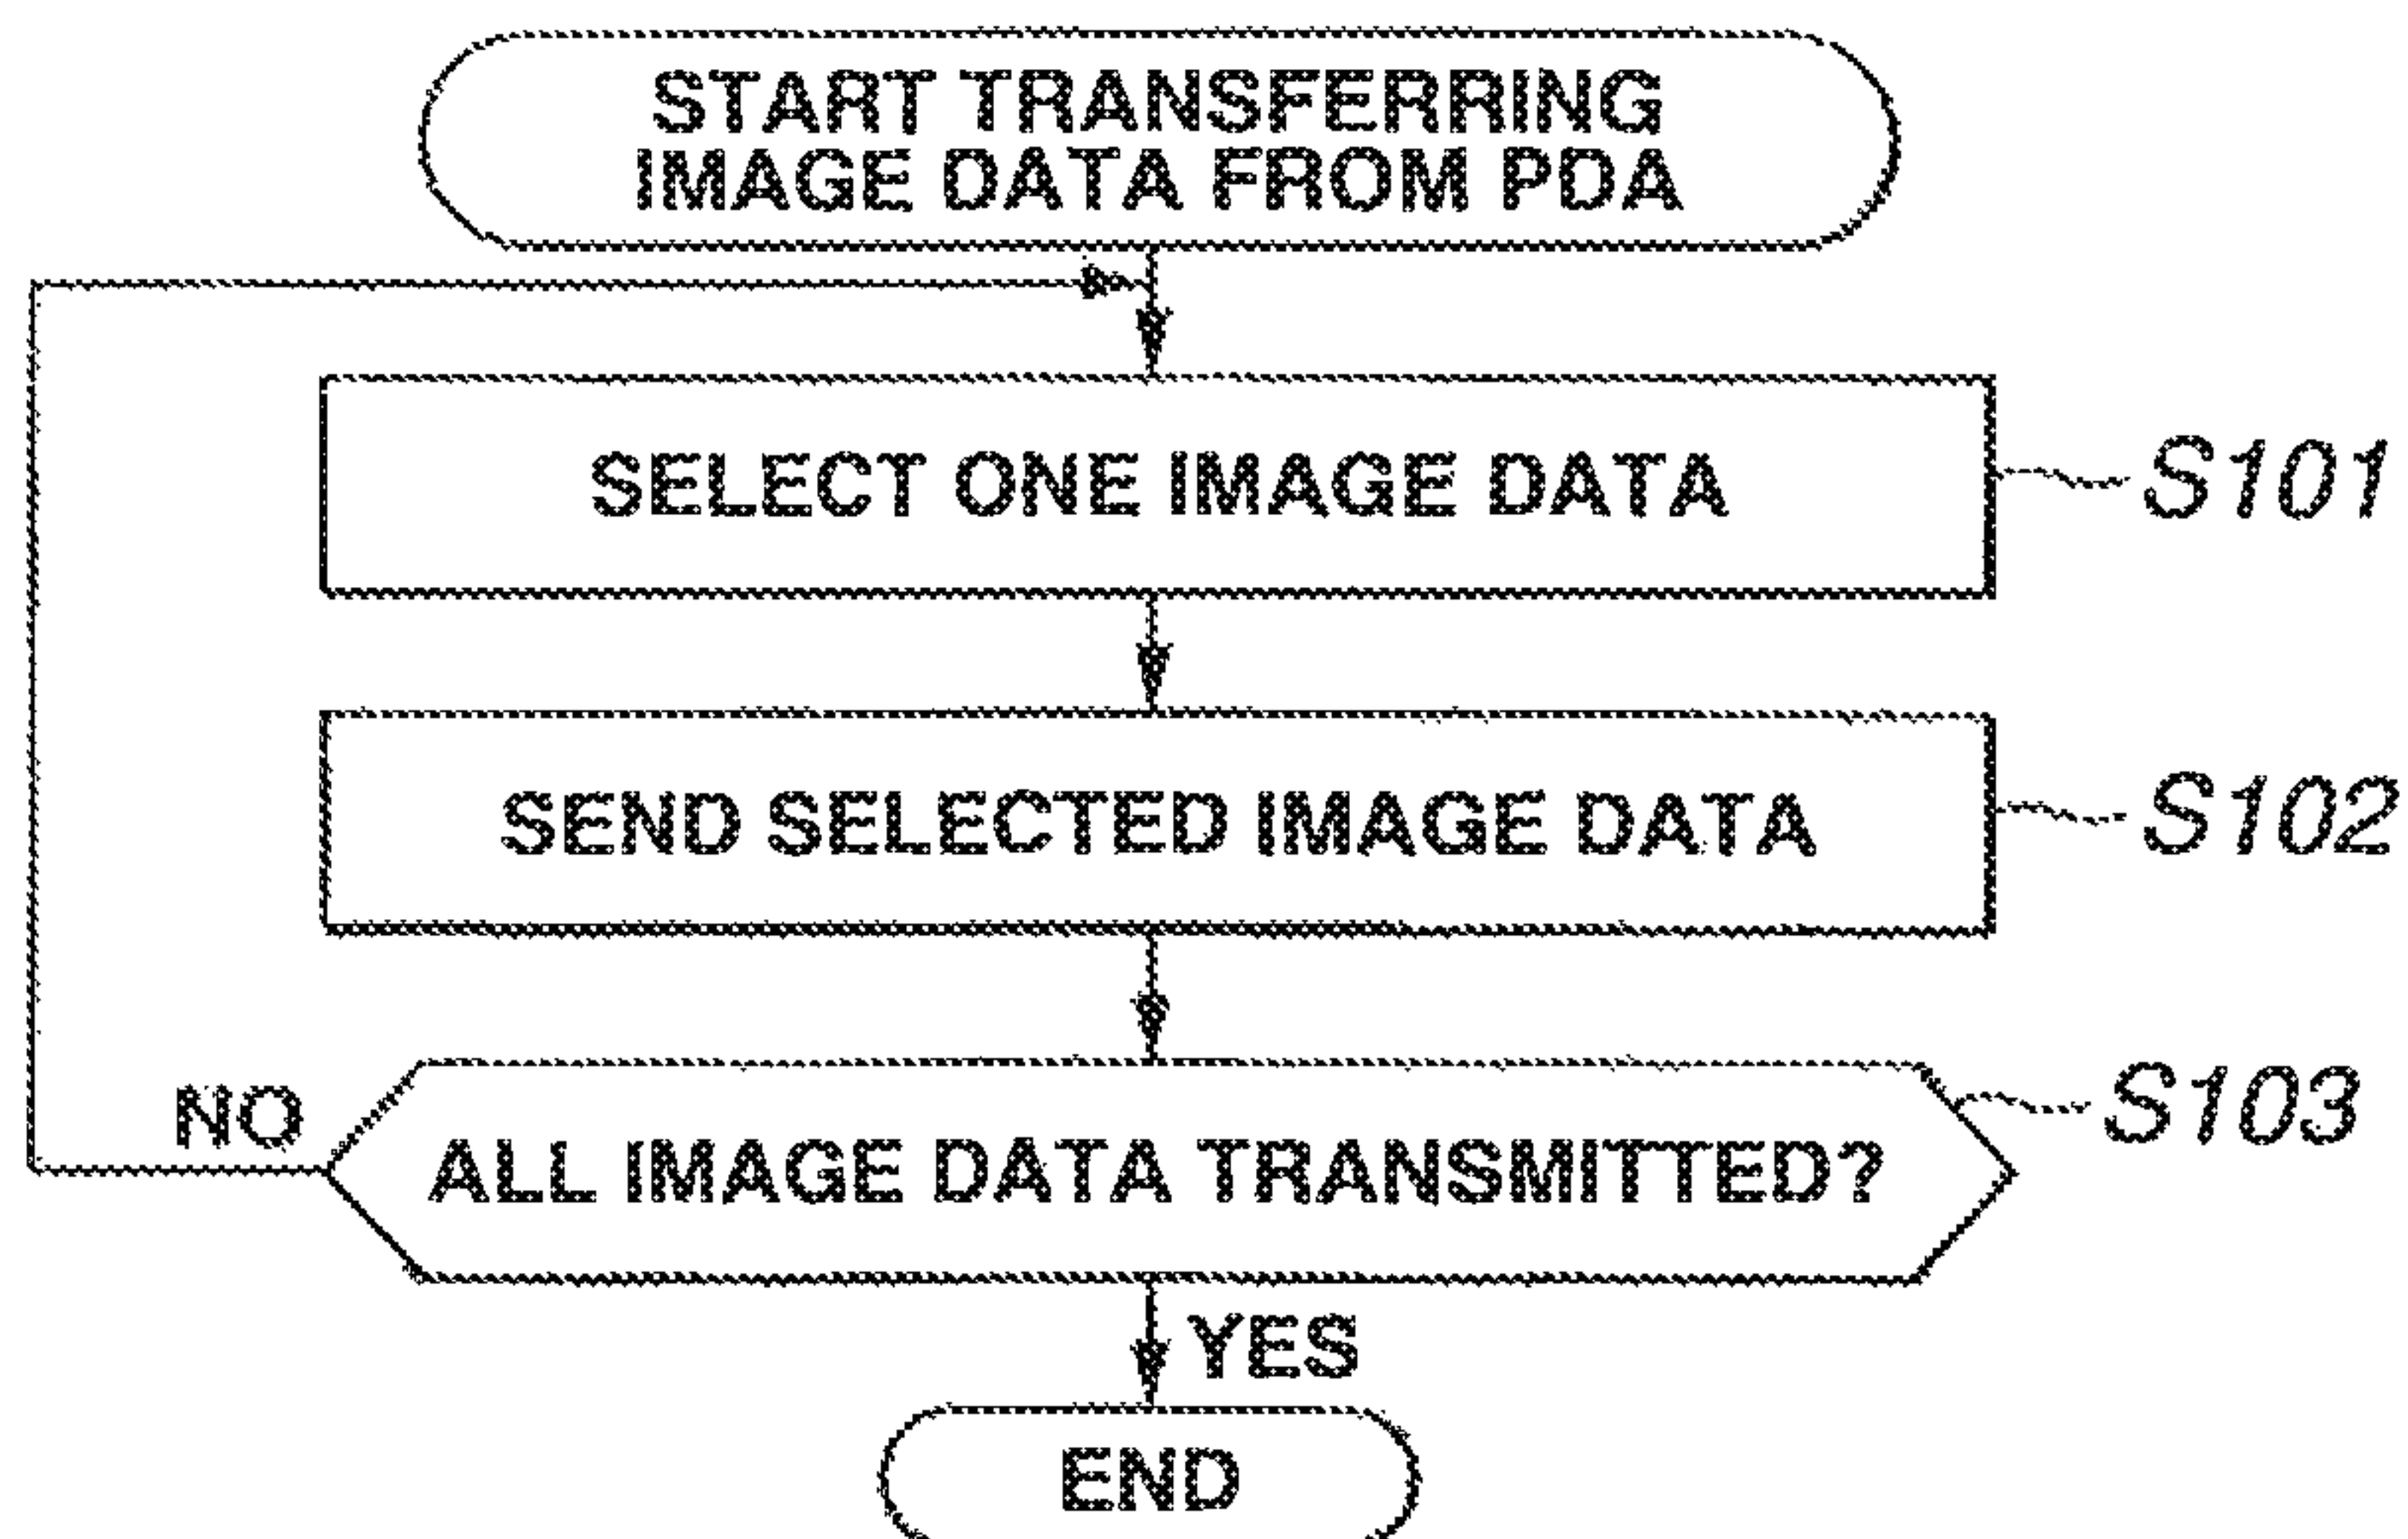 START TRANSFERRING
IMAGE DATA FROM PDA
SELECT ONE IMAGE DATA
S101
SEND SELECTED IMAGE DATA
S102
NO
S103
ALL IMAGE DATA TRANSMITTED?
YES
END